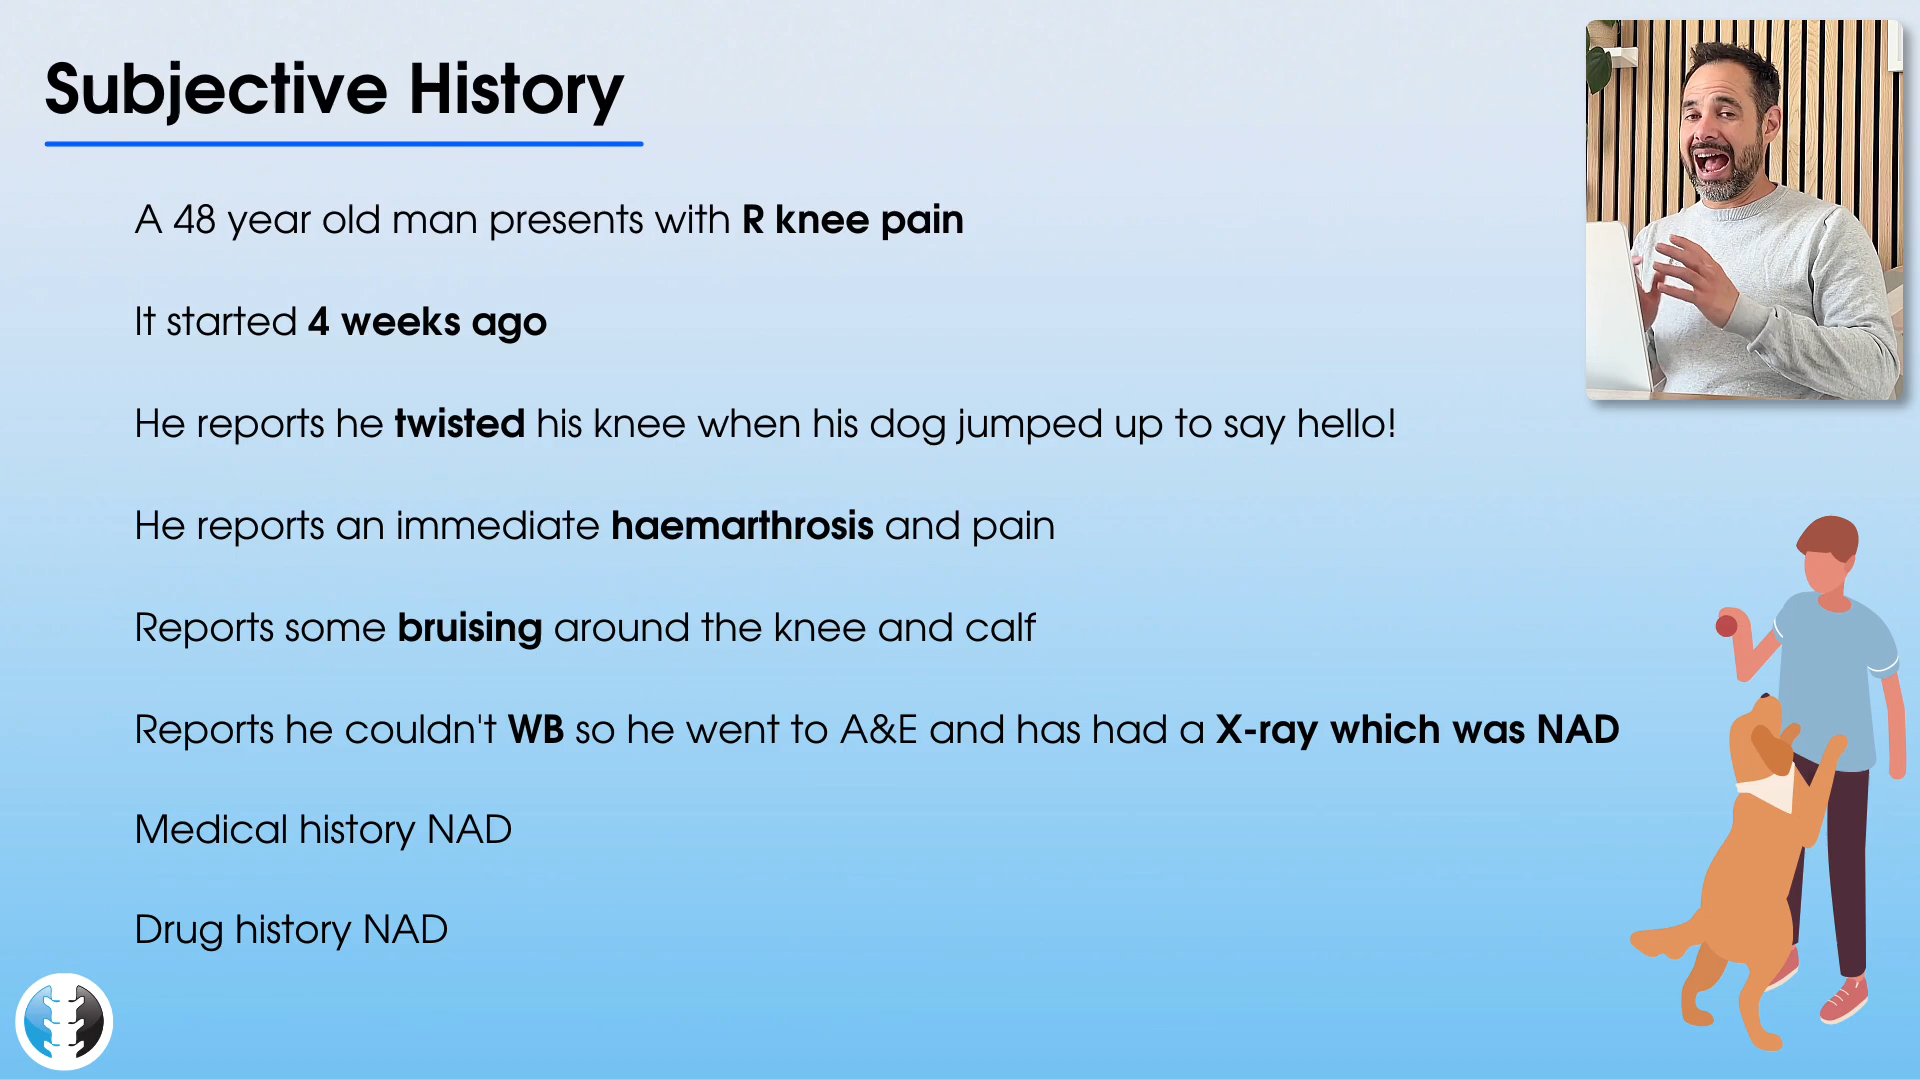 Subjective History
A 48 year old man presents with R knee pain
It started 4 weeks ago
He reports he twisted his knee when his dog jumped up to say hello!
He reports an immediate haemarthrosis and pain
Reports some bruising around the knee and calf
Reports he couldn't WB so he went to A&E and has had a X-ray which was NAD
Medical history NAD
Drug history NAD